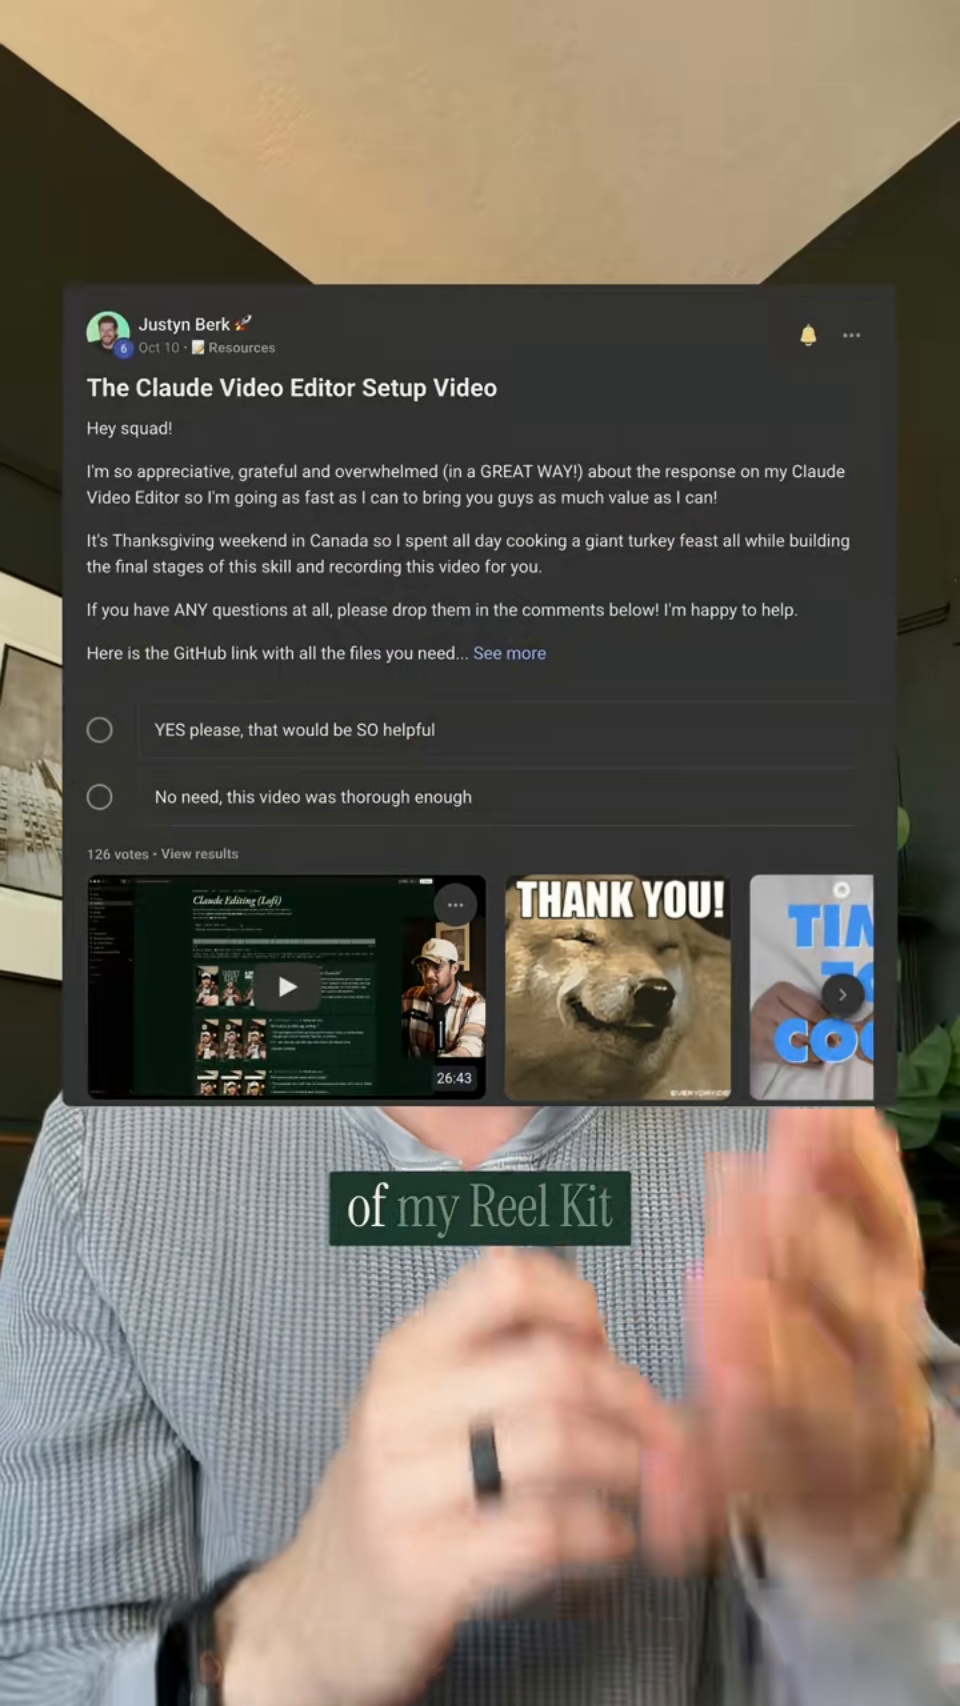 Justyn Berk 🚀
6
Oct 10 • 📝 Resources
The Claude Video Editor Setup Video
Hey squad!
I'm so appreciative, grateful and overwhelmed (in a GREAT WAY!) about the response on my Claude
Video Editor so I'm going as fast as I can to bring you guys as much value as I can!
It's Thanksgiving weekend in Canada so I spent all day cooking a giant turkey feast all while building
the final stages of this skill and recording this video for you.
If you have ANY questions at all, please drop them in the comments below! I'm happy to help.
Here is the GitHub link with all the files you need... See more
YES please, that would be SO helpful
No need, this video was thorough enough
126 votes • View results
Claude Editing (Lofi)
26:43
THANK YOU!
of my Reel Kit